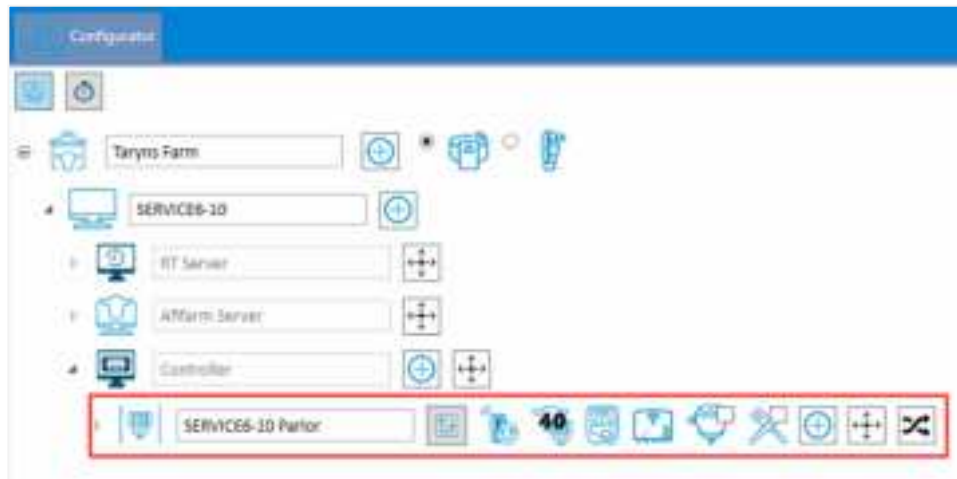 Configurator
Taryns Farm
SERVICE6-10
RT Server
Afifarm Server
Controller
SERVICE6-10 Parlor
40